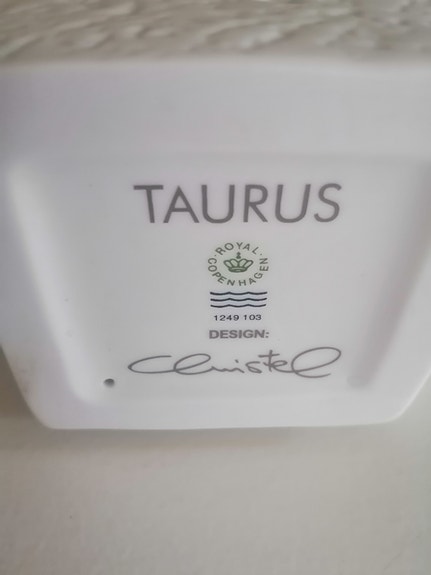 TAURUS
ROYAL
COPENHAGEN
1249 103
DESIGN:
Christel